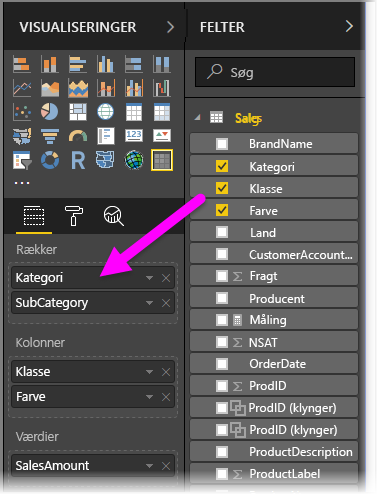 VISUALISERINGER
R
123
...
Rækker
Kategori
SubCategory
Kolonner
Klasse
Farve
Værdier
SalesAmount
FELTER
Søg
Sales
BrandName
Kategori
Klasse
Farve
Land
CustomerAccount...
Σ Fragt
Producent
Måling
Σ NSAT
OrderDate
Σ ProdID
ProdID (klynger)
ProdID (klynger)
ProductDescription
Σ ProductLabel